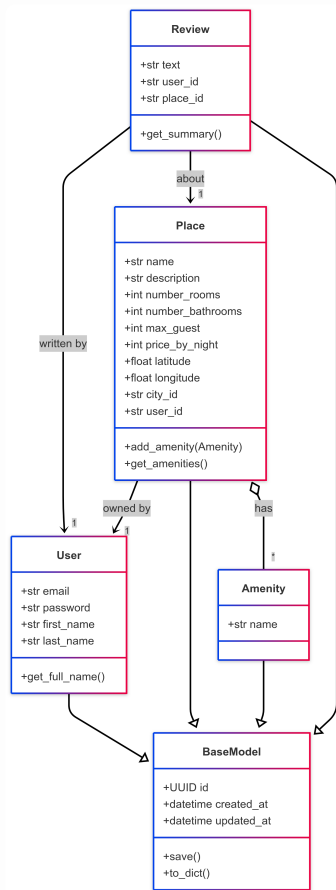 Review
+str text
+str user_id
+str place_id
+get_summary()
about
1
Place
+str name
+str description
+int number_rooms
+int number_bathrooms
+int max_guest
+int price_by_night
+float latitude
+float longitude
+str city_id
+str user_id
+add_amenity(Amenity)
+get_amenities()
written by
1
owned by
1
has
*
User
+str email
+str password
+str first_name
+str last_name
+get_full_name()
Amenity
+str name
BaseModel
+UUID id
+datetime created_at
+datetime updated_at
+save()
+to_dict()